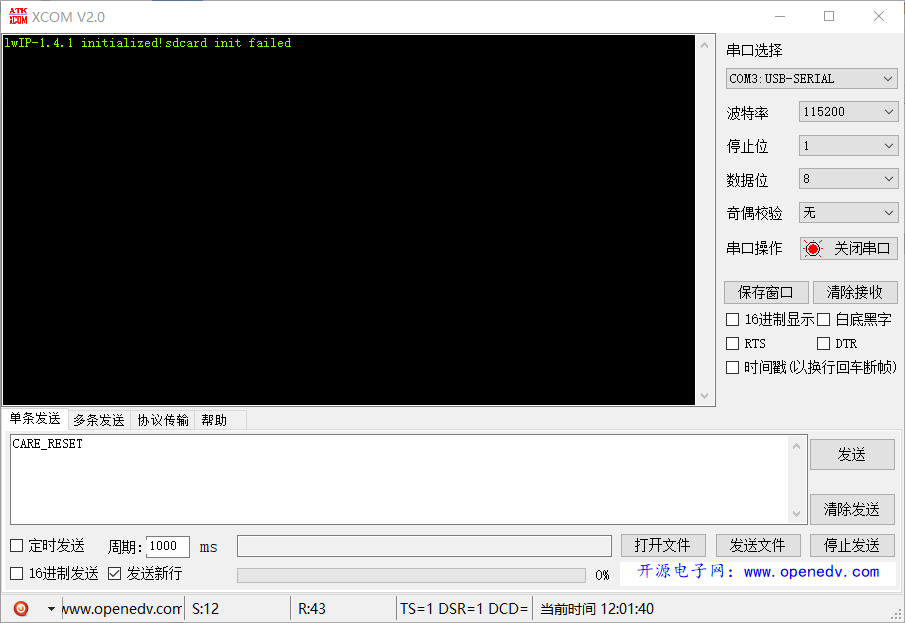 ATK
XCOM XCOM V2.0
lwIP-1.4.1 initialized!sdcard init failed
串口选择
COM3:USB-SERIAL
波特率 115200
停止位 1
数据位 8
奇偶校验 无
串口操作 关闭串口
保存窗口 清除接收
16进制显示 白底黑字
RTS DTR
时间戳(以换行回车断帧)
单条发送 多条发送 协议传输 帮助
CARE_RESET
发送
清除发送
定时发送 周期: 1000 ms 打开文件 发送文件 停止发送
16进制发送 发送新行 0% 开源电子网: www.openedv.com
www.openedv.com S:12 R:43 CTS=1 DSR=1 DCD= 当前时间 12:01:40